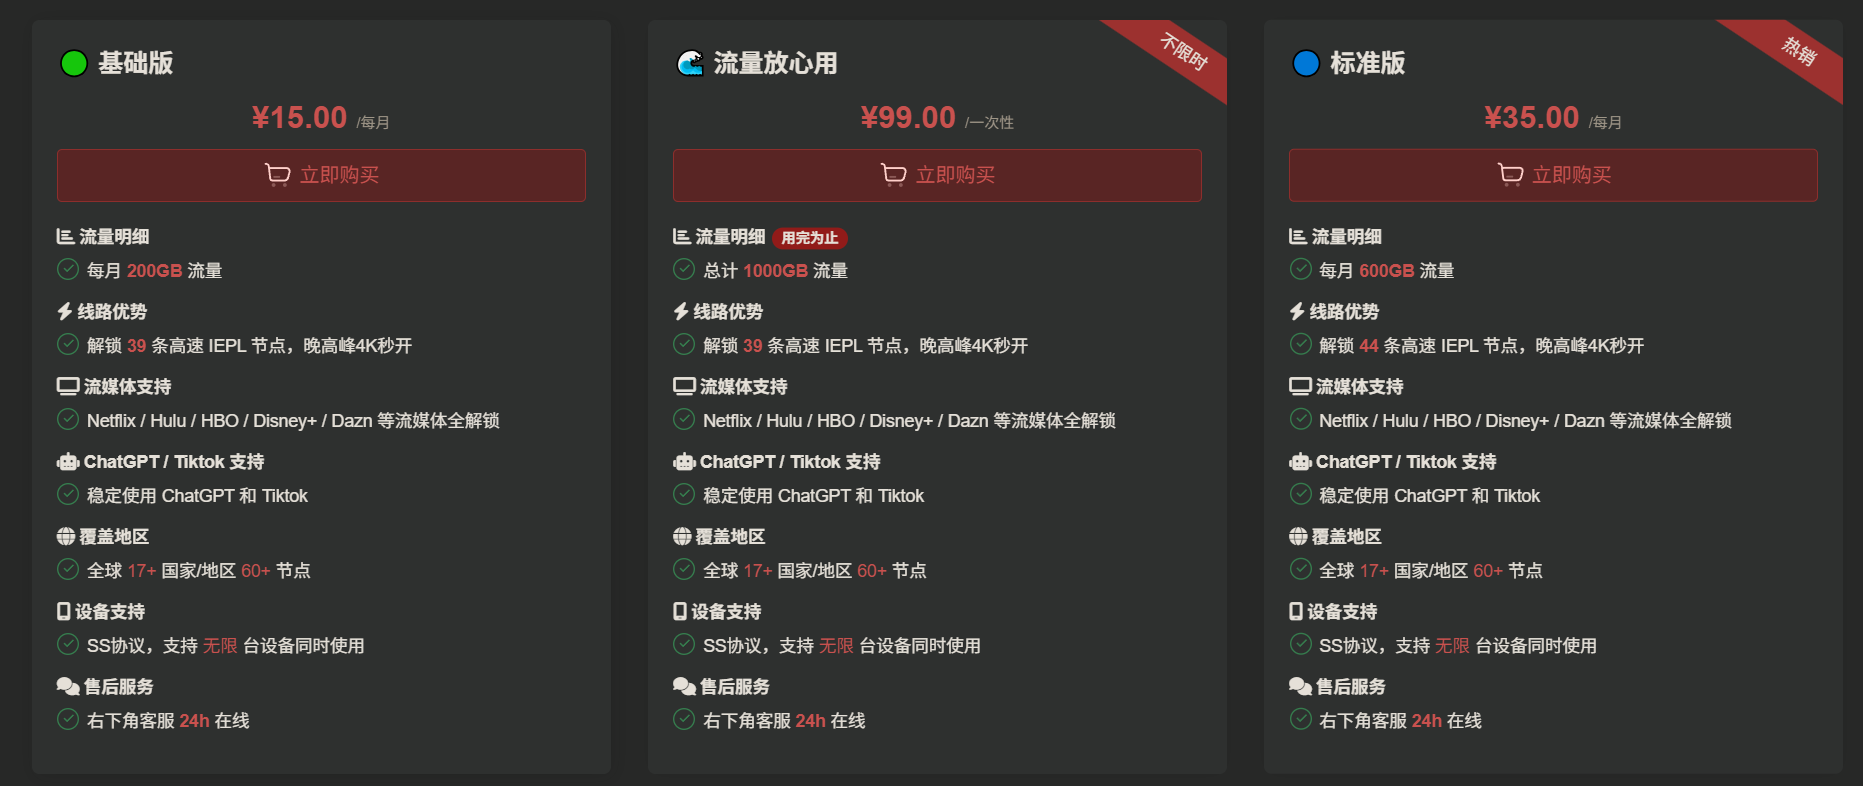 基础版
¥15.00 /每月
立即购买
流量明细
每月 200GB 流量
线路优势
解锁 39 条高速 IEPL 节点，晚高峰4K秒开
流媒体支持
Netflix / Hulu / HBO / Disney+ / Dazn 等流媒体全解锁
ChatGPT / Tiktok 支持
稳定使用 ChatGPT 和 Tiktok
覆盖地区
全球 17+ 国家/地区 60+ 节点
设备支持
SS协议，支持 无限 台设备同时使用
售后服务
右下角客服 24h 在线
流量放心用
不限时
¥99.00 /一次性
立即购买
流量明细 用完为止
总计 1000GB 流量
线路优势
解锁 39 条高速 IEPL 节点，晚高峰4K秒开
流媒体支持
Netflix / Hulu / HBO / Disney+ / Dazn 等流媒体全解锁
ChatGPT / Tiktok 支持
稳定使用 ChatGPT 和 Tiktok
覆盖地区
全球 17+ 国家/地区 60+ 节点
设备支持
SS协议，支持 无限 台设备同时使用
售后服务
右下角客服 24h 在线
标准版
热销
¥35.00 /每月
立即购买
流量明细
每月 600GB 流量
线路优势
解锁 44 条高速 IEPL 节点，晚高峰4K秒开
流媒体支持
Netflix / Hulu / HBO / Disney+ / Dazn 等流媒体全解锁
ChatGPT / Tiktok 支持
稳定使用 ChatGPT 和 Tiktok
覆盖地区
全球 17+ 国家/地区 60+ 节点
设备支持
SS协议，支持 无限 台设备同时使用
售后服务
右下角客服 24h 在线